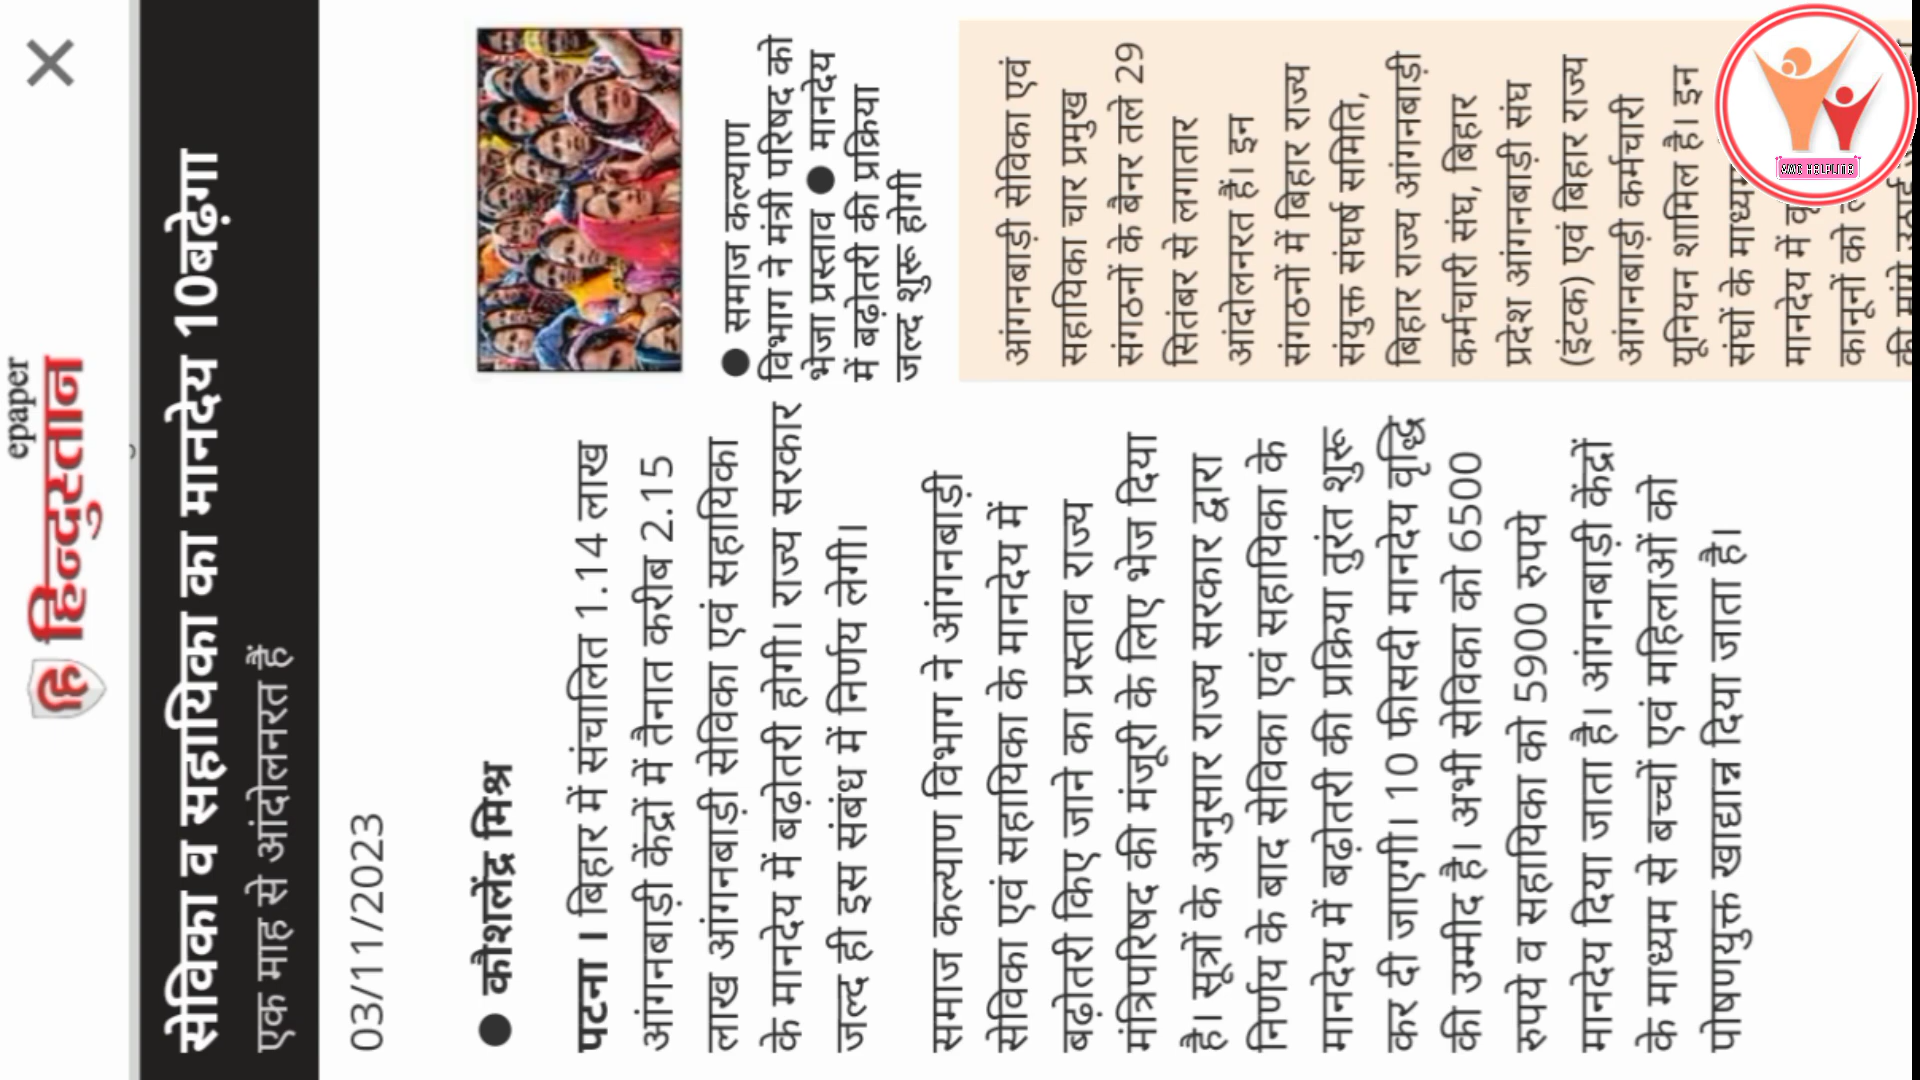 epaper
हि हिन्दुस्तान
सेविका व सहायिका का मानदेय 10बढ़ेगा
एक माह से आंदोलनरत हैं
03/11/2023
● कौशलेंद्र मिश्र
पटना । बिहार में संचालित 1.14 लाख
आंगनबाड़ी केंद्रों में तैनात करीब 2.15
लाख आंगनबाड़ी सेविका एवं सहायिका
के मानदेय में बढ़ोतरी होगी। राज्य सरकार
जल्द ही इस संबंध में निर्णय लेगी।
समाज कल्याण विभाग ने आंगनबाड़ी
सेविका एवं सहायिका के मानदेय में
बढ़ोतरी किए जाने का प्रस्ताव राज्य
मंत्रिपरिषद की मंजूरी के लिए भेज दिया
है। सूत्रों के अनुसार राज्य सरकार द्वारा
निर्णय के बाद सेविका एवं सहायिका के
मानदेय में बढ़ोतरी की प्रक्रिया तुरंत शुरू
कर दी जाएगी। 10 फीसदी मानदेय वृद्धि
की उम्मीद है। अभी सेविका को 6500
रुपये व सहायिका को 5900 रुपये
मानदेय दिया जाता है। आंगनबाड़ी केंद्रों
के माध्यम से बच्चों एवं महिलाओं को
पोषणयुक्त खाद्यान्न दिया जाता है।
● समाज कल्याण
विभाग ने मंत्री परिषद को
भेजा प्रस्ताव ● मानदेय
में बढ़ोतरी की प्रक्रिया
जल्द शुरू होगी
आंगनबाड़ी सेविका एवं
सहायिका चार प्रमुख
संगठनों के बैनर तले 29
सितंबर से लगातार
आंदोलनरत हैं। इन
संगठनों में बिहार राज्य
संयुक्त संघर्ष समिति,
बिहार राज्य आंगनबाड़ी
कर्मचारी संघ, बिहार
प्रदेश आंगनबाड़ी संघ
(इंटक) एवं बिहार राज्य
आंगनबाड़ी कर्मचारी
यूनियन शामिल है। इन
संघों के
मानदेय में
कानूनों को
की मांगें